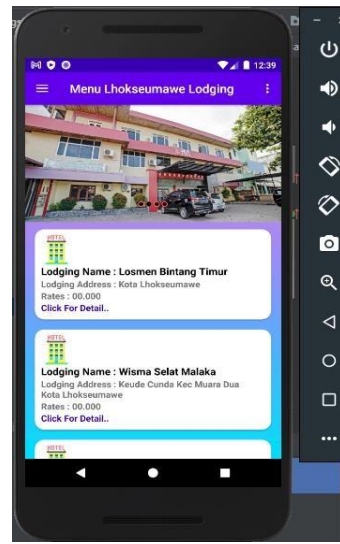 12:39
Menu Lhokseumawe Lodging
HOTEL
Lodging Name : Losmen Bintang Timur
Lodging Address : Kota Lhokseumawe
Rates : 00.000
Click For Detail..
HOTEL
Lodging Name : Wisma Selat Malaka
Lodging Address : Keude Cunda Kec Muara Dua
Kota Lhokseumawe
Rates : 00.000
Click For Detail..
HOTEL